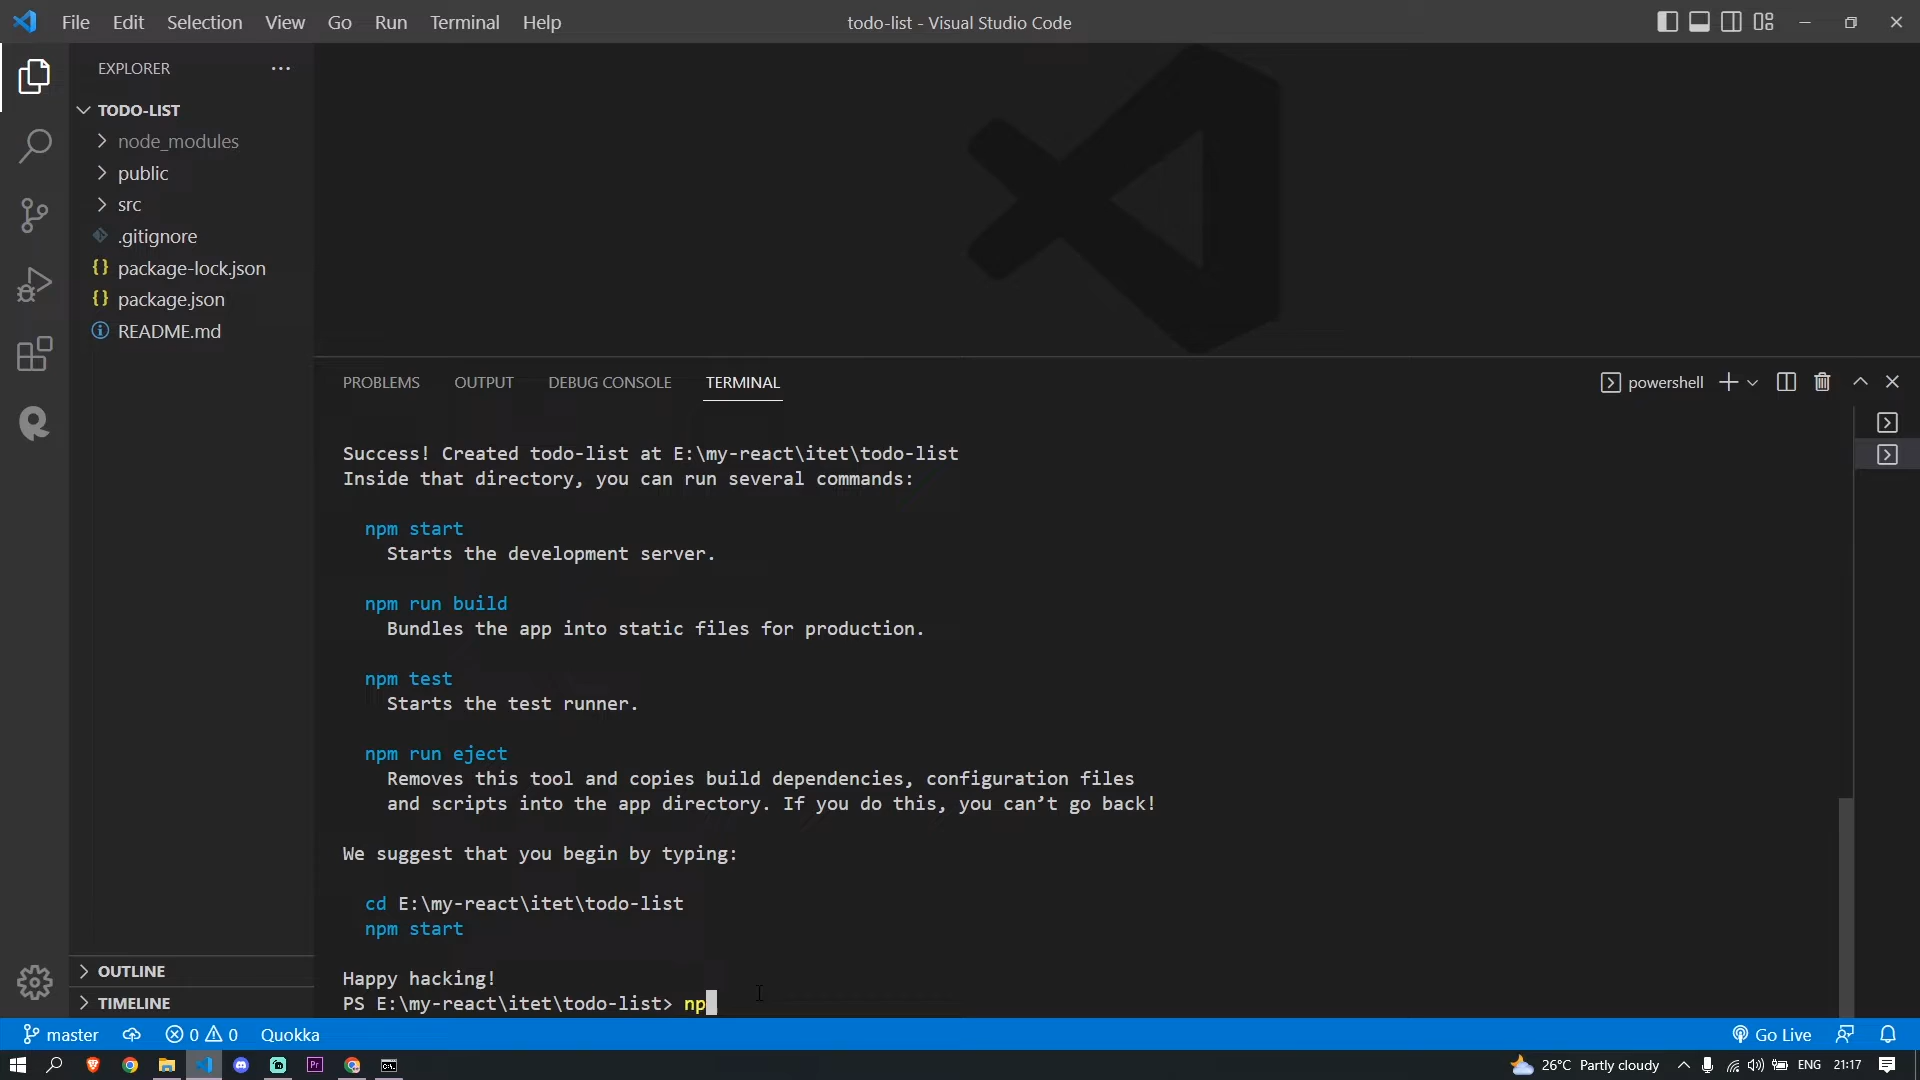 File Edit Selection View Go Run Terminal Help
todo-list - Visual Studio Code
EXPLORER
TODO-LIST
node_modules
public
src
.gitignore
package-lock.json
package.json
README.md
OUTLINE
TIMELINE
PROBLEMS OUTPUT DEBUG CONSOLE TERMINAL
powershell
Success! Created todo-list at E:\my-react\itet\todo-list
Inside that directory, you can run several commands:
npm start
Starts the development server.
npm run build
Bundles the app into static files for production.
npm test
Starts the test runner.
npm run eject
Removes this tool and copies build dependencies, configuration files
and scripts into the app directory. If you do this, you can’t go back!
We suggest that you begin by typing:
cd E:\my-react\itet\todo-list
npm start
Happy hacking!
PS E:\my-react\itet\todo-list> np
master 0 0 Quokka
Go Live
Pr
26°C Partly cloudy ENG 21:17